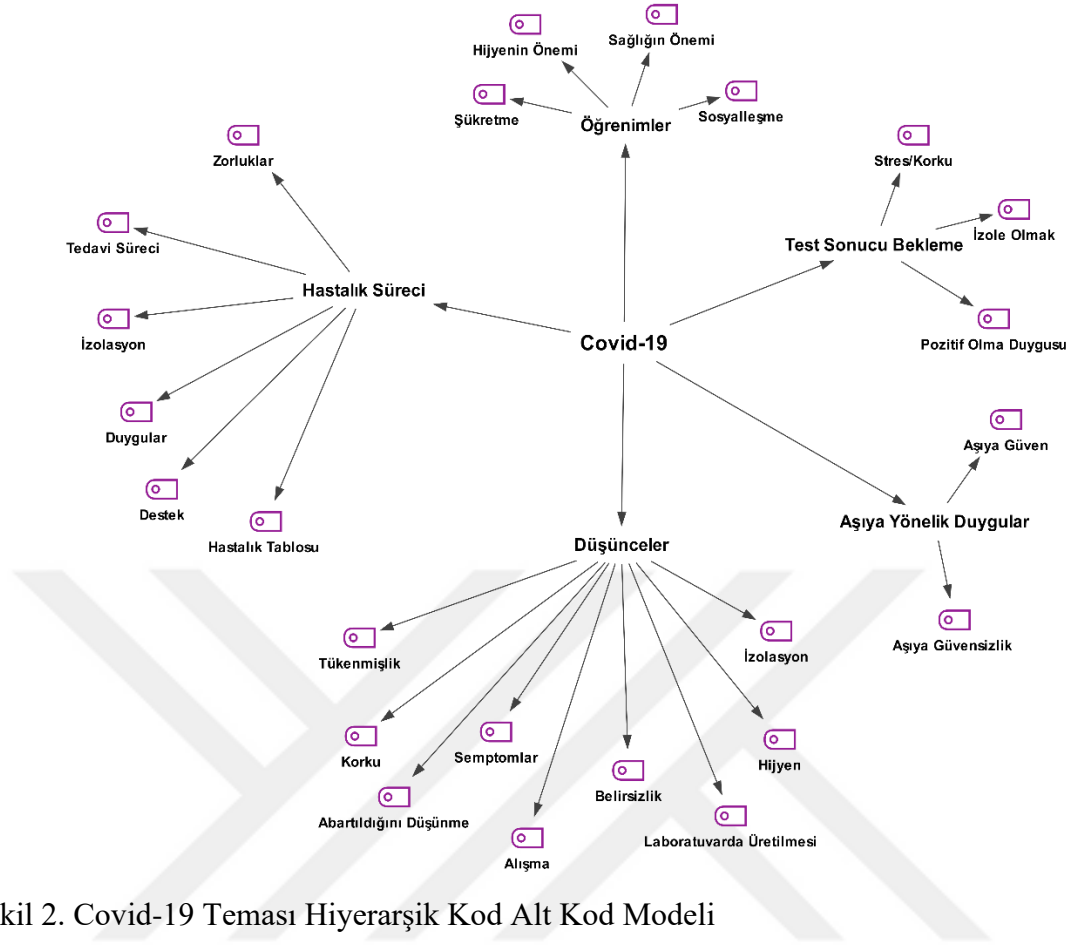 Hijyenin Önemi
Sağlığın Önemi
Şükretme
Sosyalleşme
Öğrenimler
Zorluklar
Stres/Korku
Tedavi Süreci
İzole Olmak
Test Sonucu Bekleme
Hastalık Süreci
İzolasyon
Covid-19
Pozitif Olma Duygusu
Duygular
Aşıya Güven
Destek
Hastalık Tablosu
Aşıya Yönelik Duygular
Düşünceler
Aşıya Güvensizlik
Tükenmişlik
İzolasyon
Korku
Semptomlar
Hijyen
Belirsizlik
Abartıldığını Düşünme
Laboratuvarda Üretilmesi
Alışma
kil 2. Covid-19 Teması Hiyerarşik Kod Alt Kod Modeli